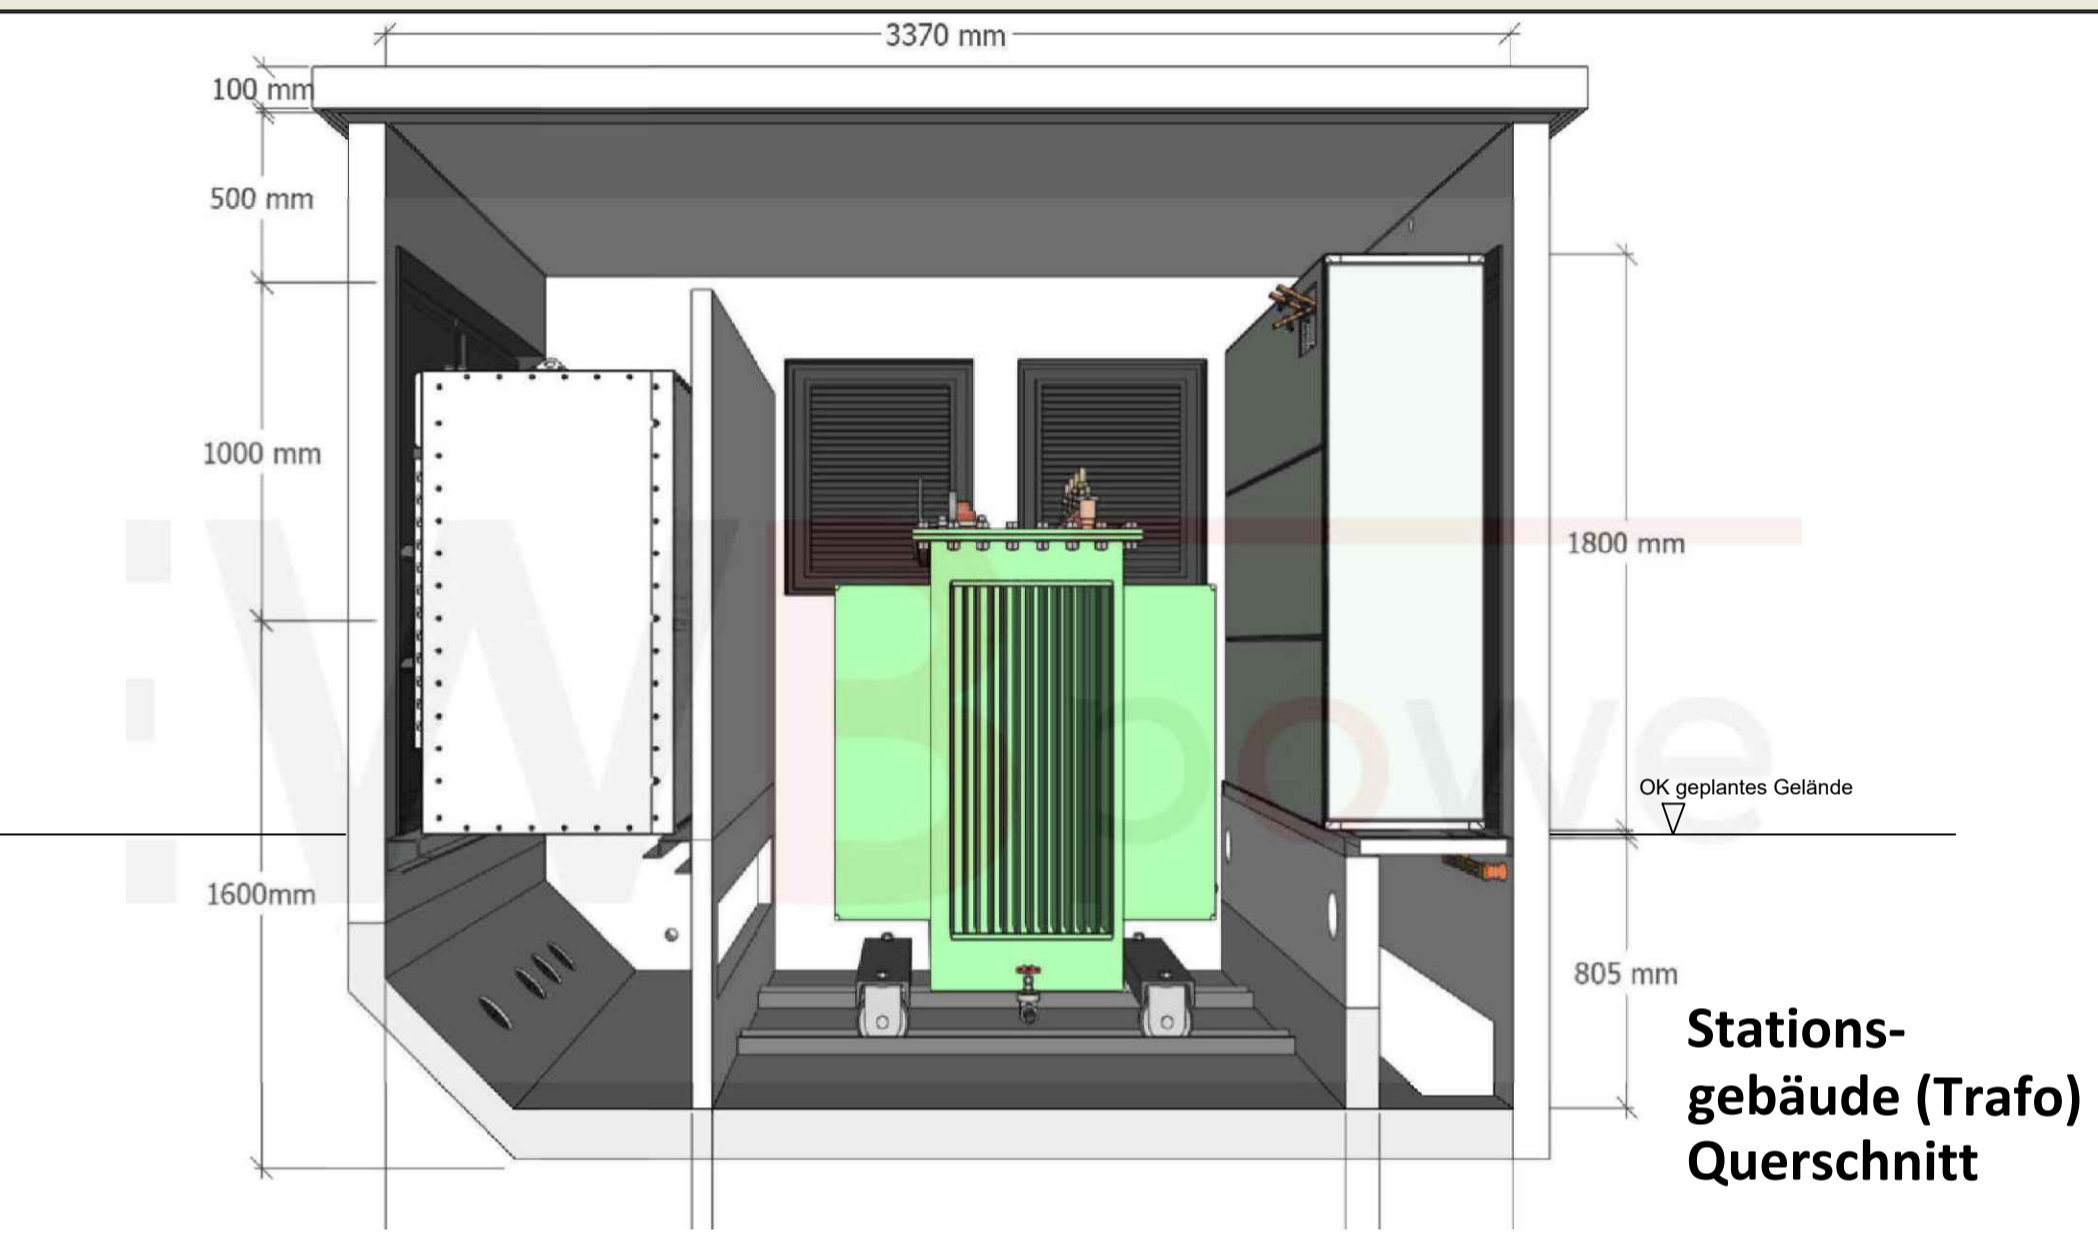 3370 mm
100 mm
500 mm
1000 mm
1800 mm
OK geplantes Gelände
1600mm
805 mm
Stations-
gebäude (Trafo)
Querschnitt
WBpowe